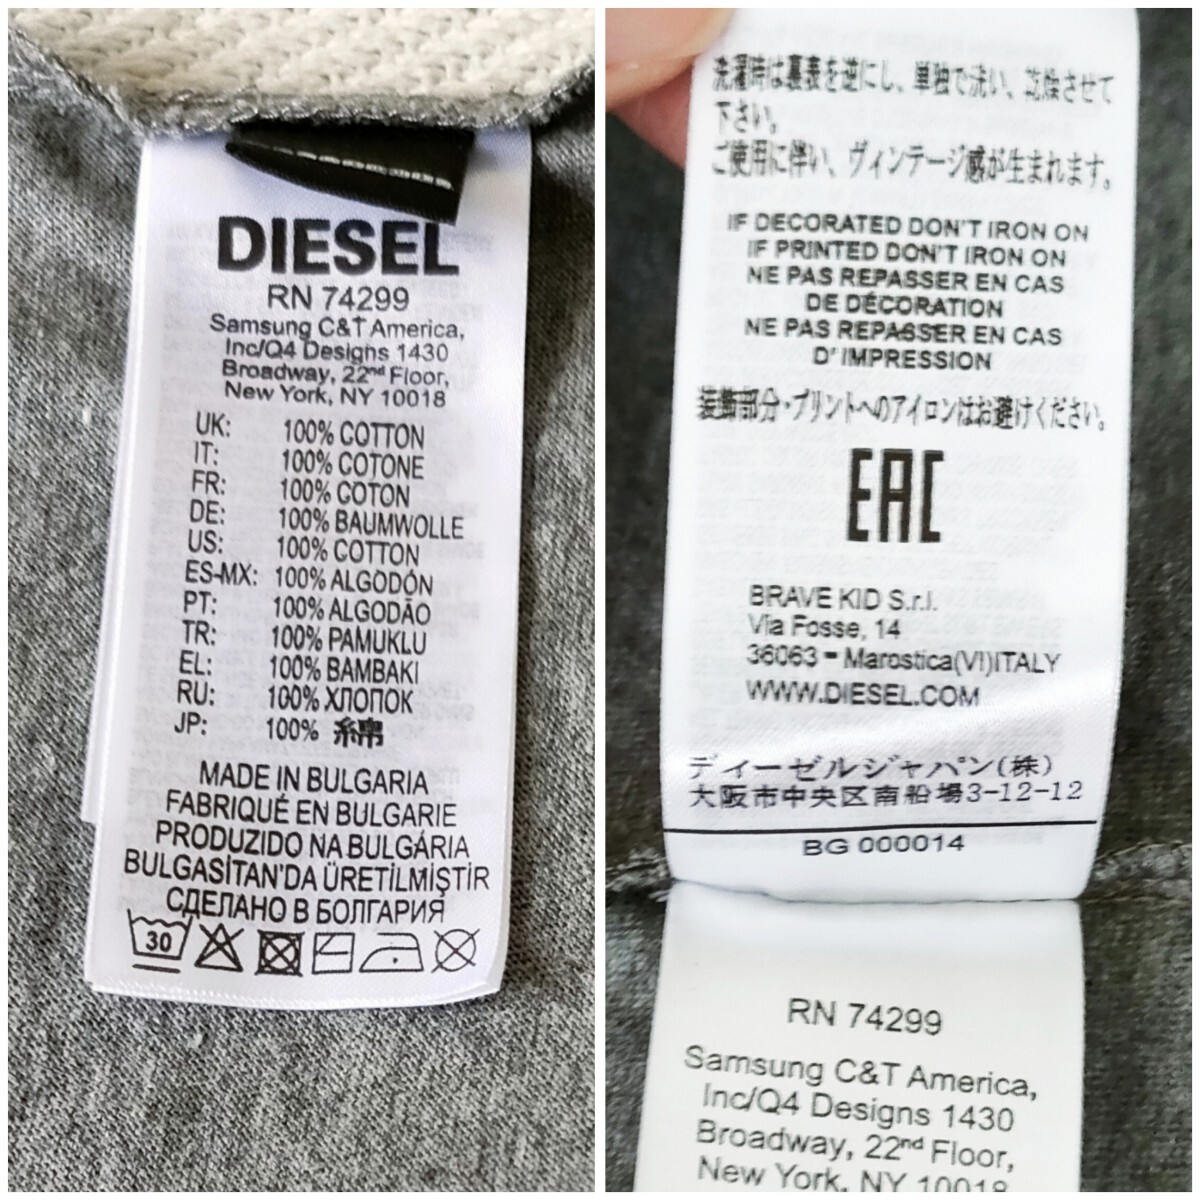 DIESEL
RN 74299
Samsung C&T America,
Inc/Q4 Designs 1430
Broadway, 22nd Floor,
New York, NY 10018
UK: 100% COTTON
IT: 100% COTONE
FR: 100% COTON
DE: 100% BAUMWOLLE
US: 100% COTTON
ES-MX: 100% ALGODÓN
PT: 100% ALGODÃO
TR: 100% PAMUKLU
EL: 100% BAMBAKI
RU: 100% ХЛОПОК
JP: 100% 綿
MADE IN BULGARIA
FABRIQUÉ EN BULGARIE
PRODUZIDO NA BULGÁRIA
BULGASİTAN'DA ÜRETİLMİŞTİR
СДЕЛАНО В БОЛГАРИЯ
30
洗濯時は裏表を逆にし、単独で洗い、乾燥させて
下さい。
ご使用に伴い、ヴィンテージ感が生まれます。
IF DECORATED DON'T IRON ON
IF PRINTED DON'T IRON ON
NE PAS REPASSER EN CAS
DE DÉCORATION
NE PAS REPASSER EN CAS
D'IMPRESSION
装飾部分・プリントへのアイロンはお避けください。
EAC
BRAVE KID S.r.l.
Via Fosse, 14
36063 - Marostica(VI)ITALY
WWW.DIESEL.COM
ディーゼルジャパン(株)
大阪市中央区南船場3-12-12
BG 000014
RN 74299
Samsung C&T America,
Inc/Q4 Designs 1430
Broadway, 22nd Floor,
New York, NY 10018